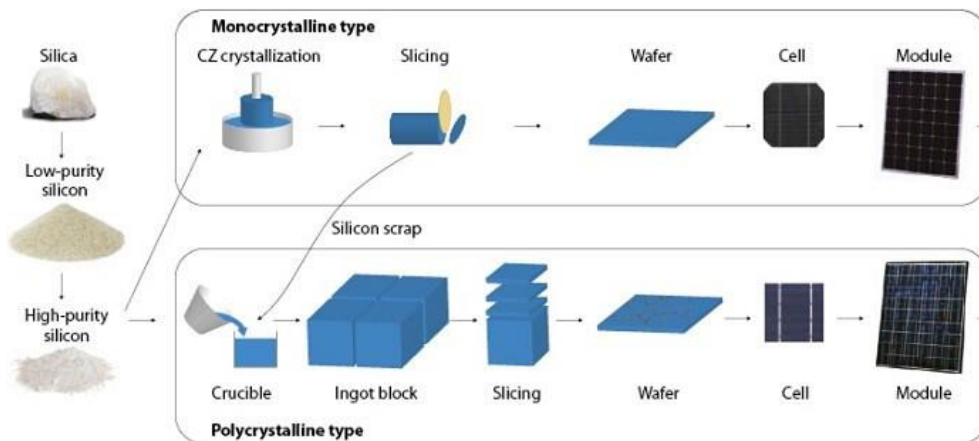 Monocrystalline type
Silica
CZ crystallization
Slicing
Wafer
Cell
Module
Low-purity
silicon
Silicon scrap
High-purity
silicon
Crucible
Ingot block
Slicing
Wafer
Cell
Module
Polycrystalline type